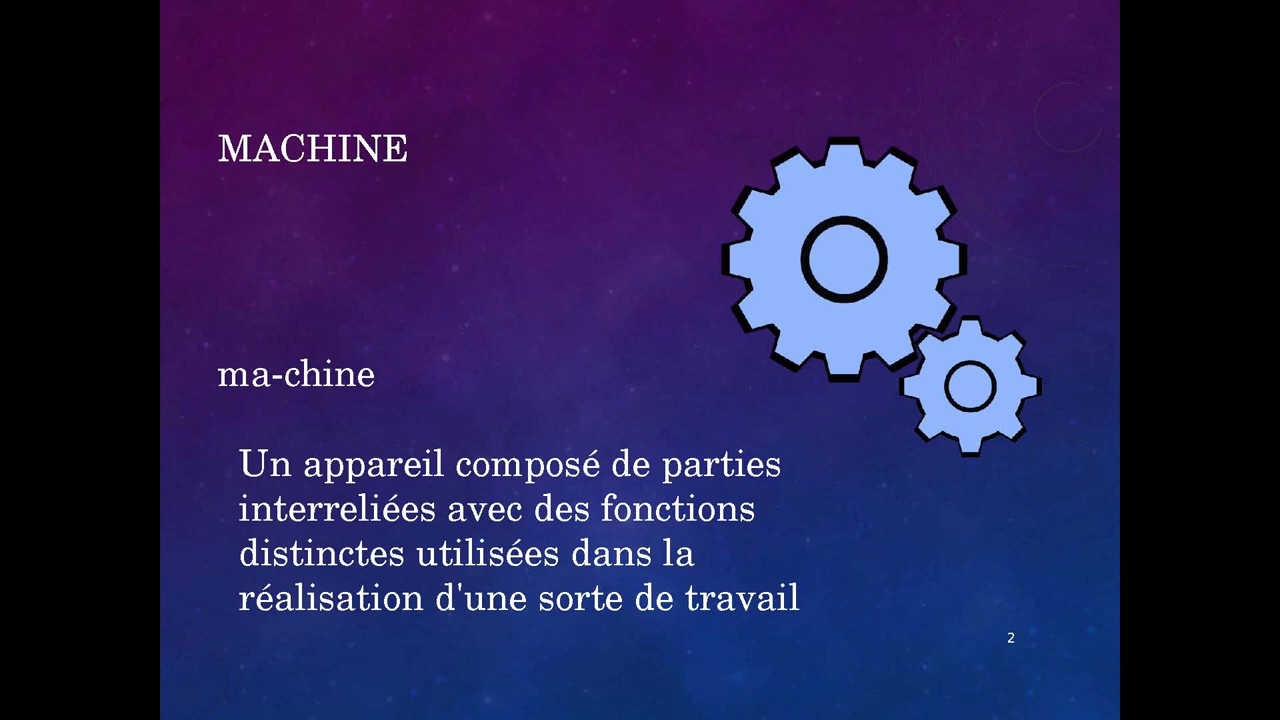 MACHINE
ma-chine
Un appareil composé de parties
interreliées avec des fonctions
distinctes utilisées dans la
réalisation d'une sorte de travail
2